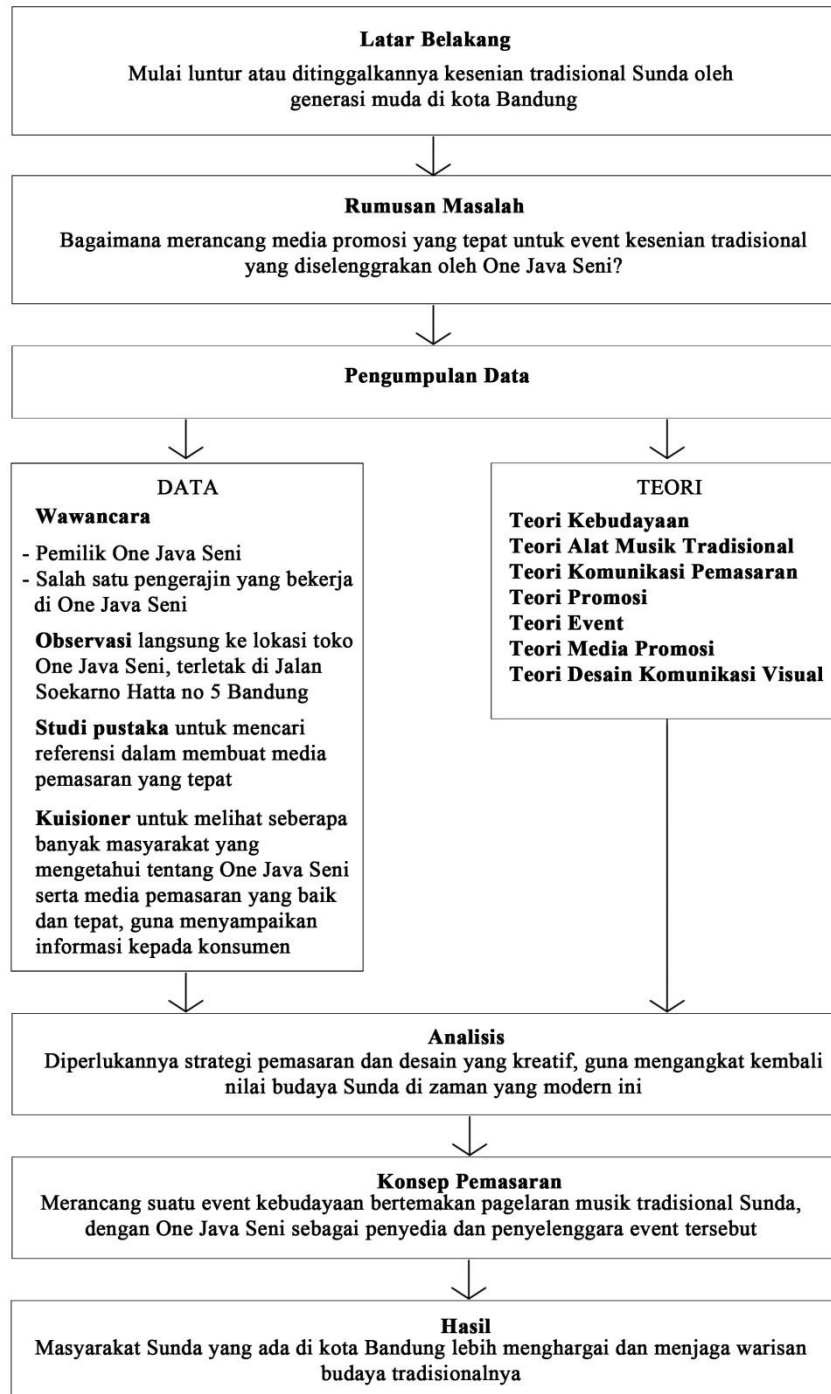 Latar Belakang
Mulai luntur atau ditinggalkannya kesenian tradisional Sunda oleh
generasi muda di kota Bandung
Rumusan Masalah
Bagaimana merancang media promosi yang tepat untuk event kesenian tradisional
yang diselenggrakan oleh One Java Seni?
Pengumpulan Data
DATA
Wawancara
- Pemilik One Java Seni
- Salah satu pengerajin yang bekerja
di One Java Seni
Observasi langsung ke lokasi toko
One Java Seni, terletak di Jalan
Soekarno Hatta no 5 Bandung
Studi pustaka untuk mencari
referensi dalam membuat media
pemasaran yang tepat
Kuisioner untuk melihat seberapa
banyak masyarakat yang
mengetahui tentang One Java Seni
serta media pemasaran yang baik
dan tepat, guna menyampaikan
informasi kepada konsumen
TEORI
Teori Kebudayaan
Teori Alat Musik Tradisional
Teori Komunikasi Pemasaran
Teori Promosi
Teori Event
Teori Media Promosi
Teori Desain Komunikasi Visual
Analisis
Diperlukannya strategi pemasaran dan desain yang kreatif, guna mengangkat kembali
nilai budaya Sunda di zaman yang modern ini
Konsep Pemasaran
Merancang suatu event kebudayaan bertemakan pagelaran musik tradisional Sunda,
dengan One Java Seni sebagai penyedia dan penyelenggara event tersebut
Hasil
Masyarakat Sunda yang ada di kota Bandung lebih menghargai dan menjaga warisan
budaya tradisionalnya